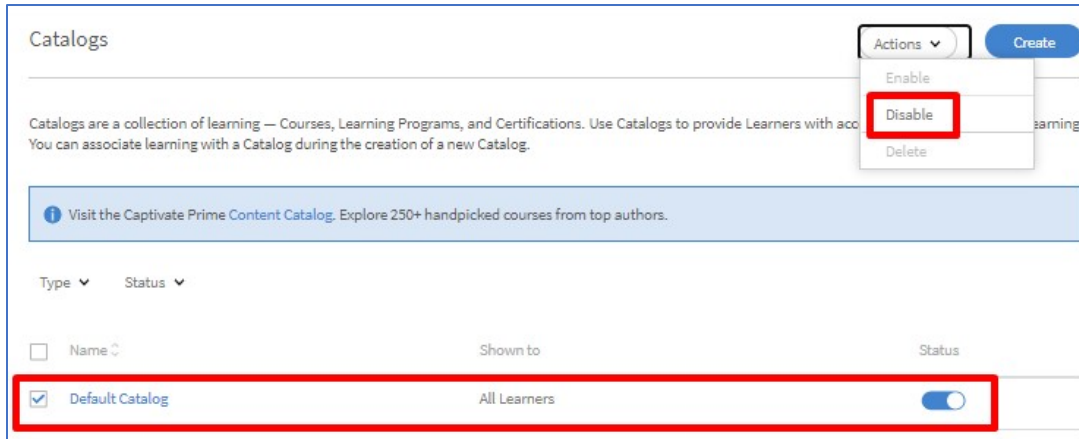 Catalogs
Actions
Create
Enable
Disable
Delete
Catalogs are a collection of learning — Courses, Learning Programs, and Certifications. Use Catalogs to provide Learners with earning
You can associate learning with a Catalog during the creation of a new Catalog.
Visit the Captivate Prime Content Catalog. Explore 250+ handpicked courses from top authors.
Type Status
Name Shown to Status
Default Catalog All Learners